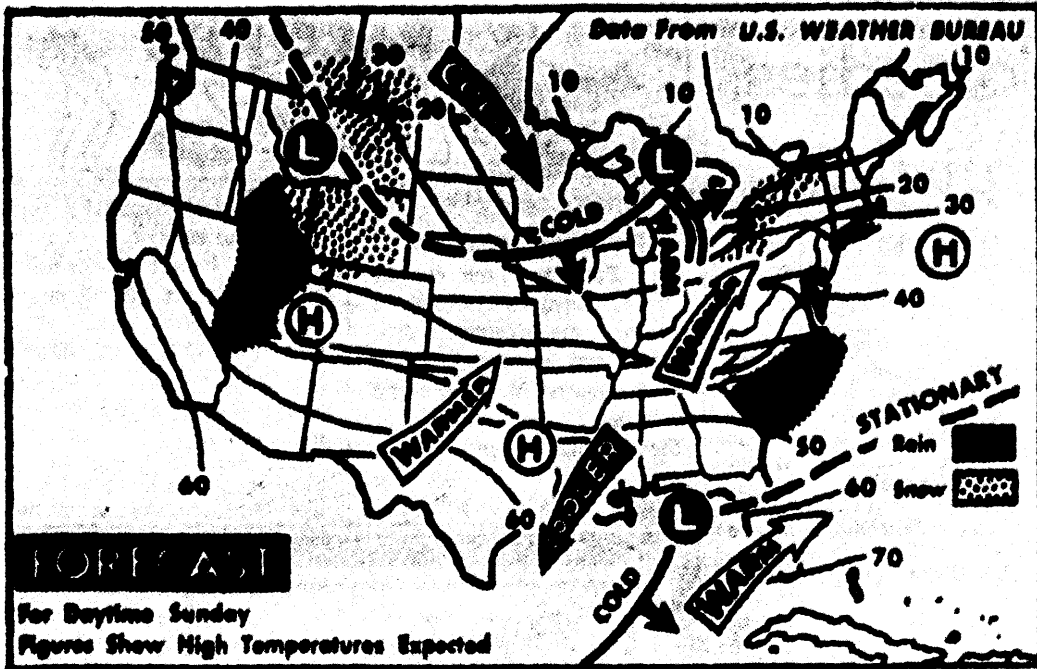 Data From U.S. WEATHER BUREAU
50 40 30 20 10 10 10 10
COLD
L L
COLD
WARM
20
30
H
40
H
WARMER
WARMER
H
COOLER
STATIONARY
50
Rain
60
60
60
Snow
L
WARM
70
COLD
FORECAST
For Daytime Sunday
Figures Show High Temperatures Expected